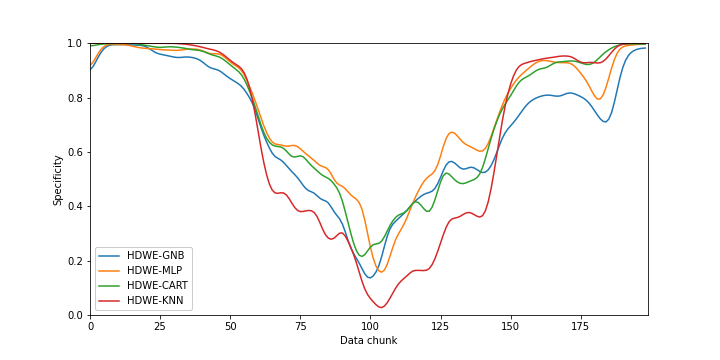 1.0
0.8
0.6
0.4
0.2
0.0
Specificity
HDWE-GNB
HDWE-MLP
HDWE-CART
HDWE-KNN
0 25 50 75 100 125 150 175
Data chunk